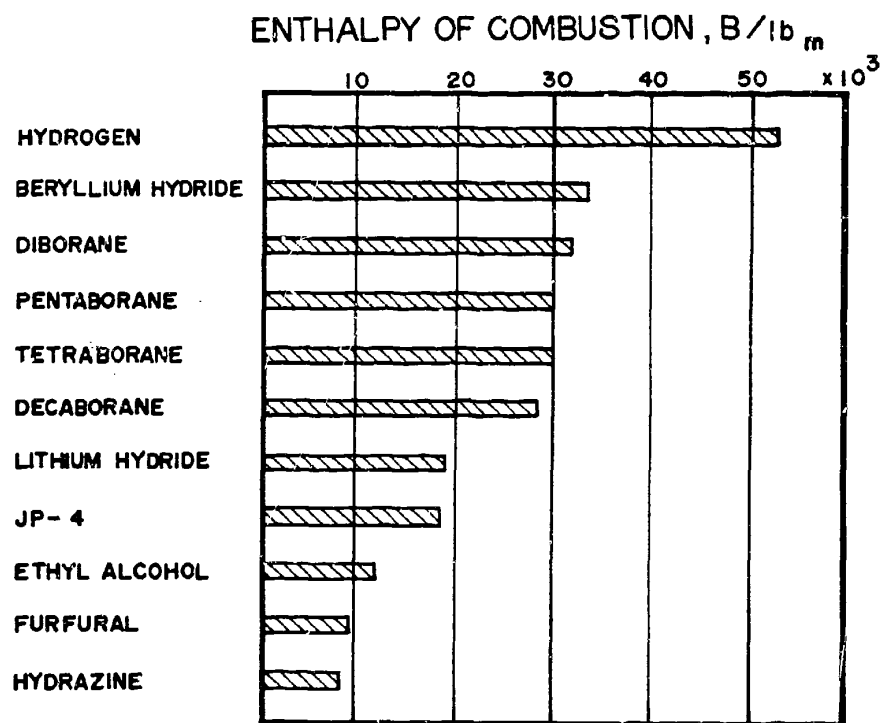 ENTHALPY OF COMBUSTION, B/lbm
10 20 30 40 50 x10³
HYDROGEN
BERYLLIUM HYDRIDE
DIBORANE
PENTABORANE
TETRABORANE
DECABORANE
LITHIUM HYDRIDE
JP-4
ETHYL ALCOHOL
FURFURAL
HYDRAZINE